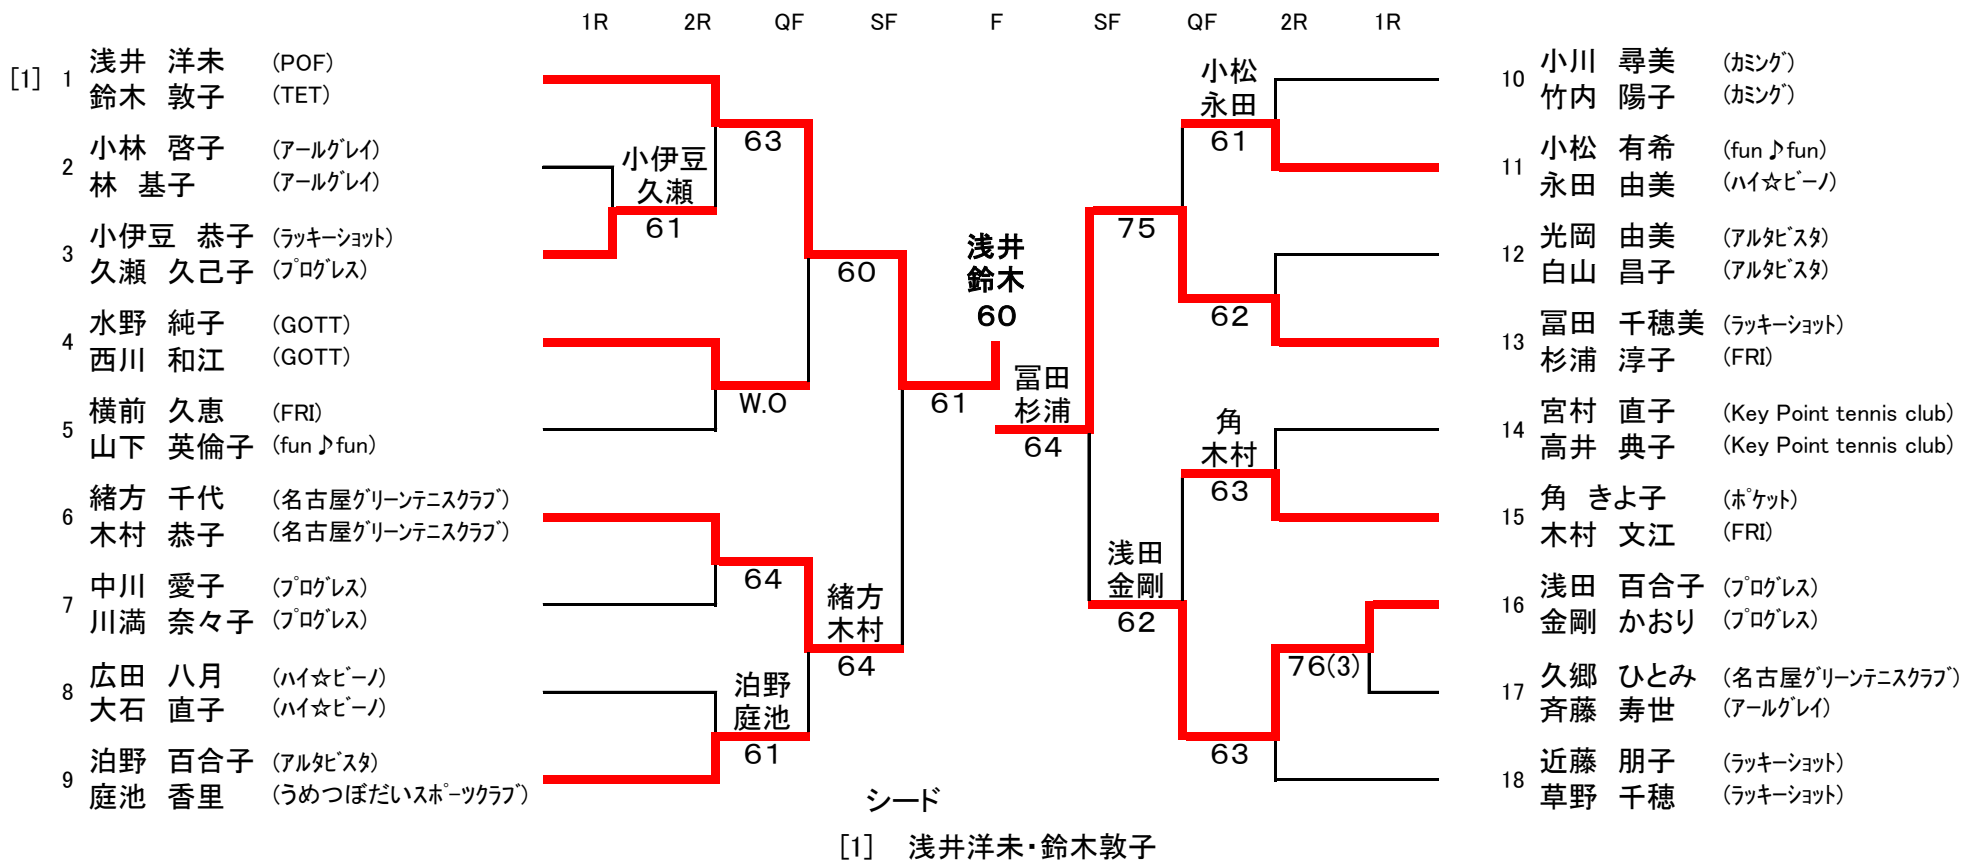 1R 2R QF SF F SF QF 2R 1R
[1] 1 浅井 洋未 (POF)
鈴木 敦子 (TET)
2 小林 啓子 (アールグレイ)
林 基子 (アールグレイ)
3 小伊豆 恭子 (ラッキーショット)
久瀬 久己子 (プログレス)
4 水野 純子 (GOTT)
西川 和江 (GOTT)
5 横前 久恵 (FRI)
山下 英倫子 (fun♪fun)
6 緒方 千代 (名古屋グリーンテニスクラブ)
木村 恭子 (名古屋グリーンテニスクラブ)
7 中川 愛子 (プログレス)
川満 奈々子 (プログレス)
8 広田 八月 (ハイ☆ビーノ)
大石 直子 (ハイ☆ビーノ)
9 泊野 百合子 (アルタビスタ)
庭池 香里 (うめつぼだいスポーツクラブ)
小伊豆
久瀬
61
63
W.O
64
泊野
庭池
61
60
緒方
木村
64
61
浅井
鈴木
60
冨田
杉浦
64
75
浅田
金剛
62
小松
永田
61
62
角
木村
63
63
76(3)
10 小川 尋美 (カミング)
竹内 陽子 (カミング)
11 小松 有希 (fun♪fun)
永田 由美 (ハイ☆ビーノ)
12 光岡 由美 (アルタビスタ)
白山 昌子 (アルタビスタ)
13 冨田 千穂美 (ラッキーショット)
杉浦 淳子 (FRI)
14 宮村 直子 (Key Point tennis club)
高井 典子 (Key Point tennis club)
15 角 きよ子 (ポケット)
木村 文江 (FRI)
16 浅田 百合子 (プログレス)
金剛 かおり (プログレス)
17 久郷 ひとみ (名古屋グリーンテニスクラブ)
斉藤 寿世 (アールグレイ)
18 近藤 朋子 (ラッキーショット)
草野 千穂 (ラッキーショット)
シード
[1] 浅井洋未・鈴木敦子